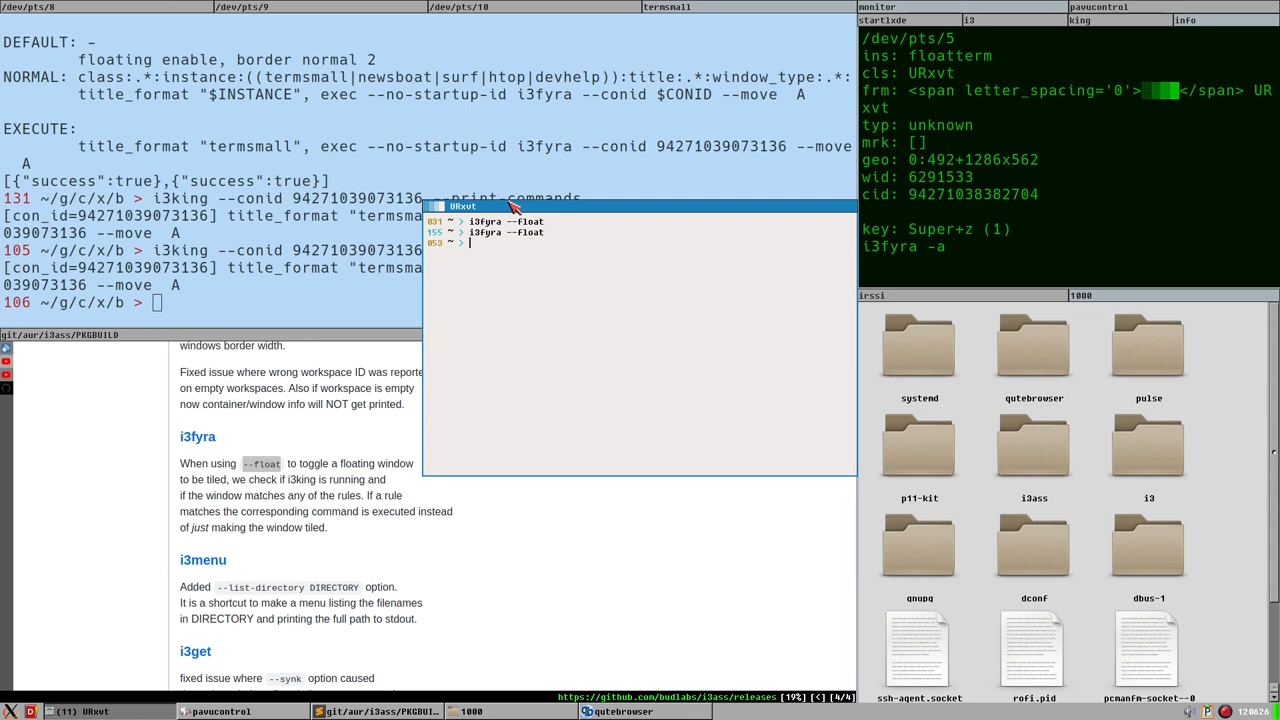 /dev/pts/8
/dev/pts/9
/dev/pts/10
termsmall
DEFAULT: -
floating enable, border normal 2
NORMAL: class:.*:instance:((termsmall|newsboat|surf|htop|devhelp)):title:.*:window_type:.*:
title_format "$INSTANCE", exec --no-startup-id i3fyra --conid $CONID --move  A
EXECUTE:
title_format "termsmall", exec --no-startup-id i3fyra --conid 94271039073136 --move
A
[{"success":true},{"success":true}]
131 ~/g/c/x/b > i3king --conid 94271039073136 --print-commands
[con_id=94271039073136] title_format "terms
039073136 --move  A
105 ~/g/c/x/b > i3king --conid 94271039073136
[con_id=94271039073136] title_format "termsma
039073136 --move  A
106 ~/g/c/x/b >
URxvt
031 ~ > i3fyra --float
155 ~ > i3fyra --float
053 ~ >
git/aur/i3ass/PKGBUILD
windows border width.
Fixed issue where wrong workspace ID was reporte
on empty workspaces. Also if workspace is empty
now container/window info will NOT get printed.
i3fyra
When using --float to toggle a floating window
to be tiled, we check if i3king is running and
if the window matches any of the rules. If a rule
matches the corresponding command is executed instead
of just making the window tiled.
i3menu
Added --list-directory DIRECTORY option.
It is a shortcut to make a menu listing the filenames
in DIRECTORY and printing the full path to stdout.
i3get
fixed issue where --synk option caused
https://github.com/budlabs/i3ass/releases [19%] [<] [4/4]
monitor
pavucontrol
startlxde
i3
king
info
/dev/pts/5
ins: floatterm
cls: URxvt
frm: <span letter_spacing='0'></span> UR
xvt
typ: unknown
mrk: []
geo: 0:492+1286x562
wid: 6291533
cid: 94271038382704
key: Super+z (1)
i3fyra -a
irssi
1000
systemd
qutebrowser
pulse
p11-kit
i3ass
i3
gnupg
dconf
dbus-1
ssh-agent.socket
rofi.pid
pcmanfm-socket--0
(11) URxvt
pavucontrol
git/aur/i3ass/PKGBUI...
1000
qutebrowser
120626